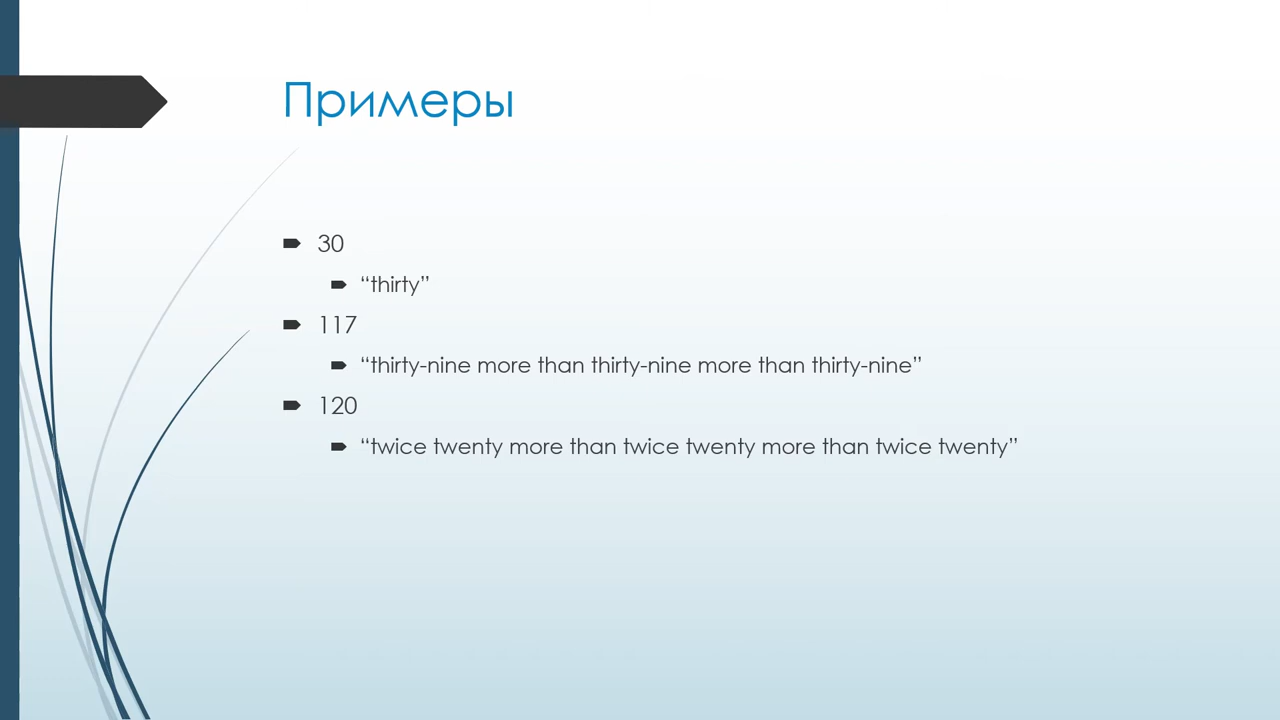 Примеры
30
“thirty”
117
“thirty-nine more than thirty-nine more than thirty-nine”
120
“twice twenty more than twice twenty more than twice twenty”